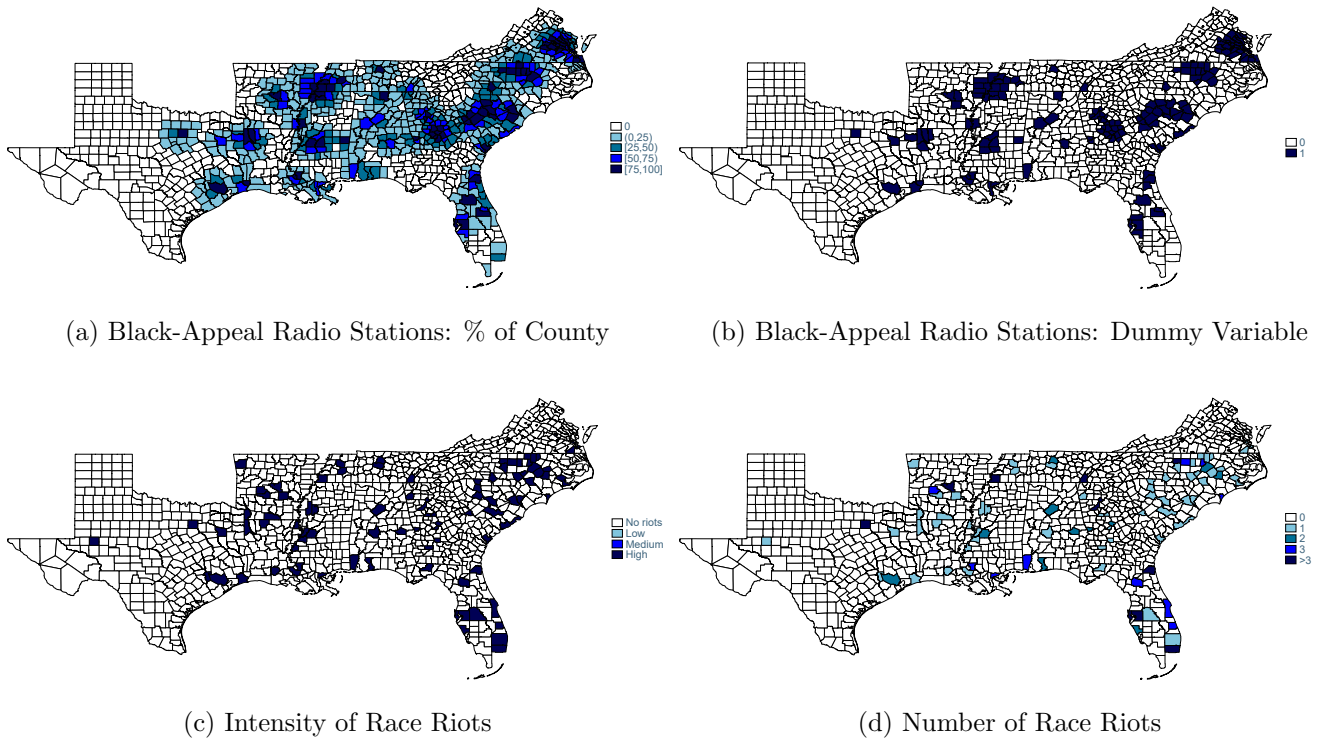 0
(0,25)
[25,50)
[50,75)
[75,100]
(a) Black-Appeal Radio Stations: % of County
0
1
(b) Black-Appeal Radio Stations: Dummy Variable
No riots
Low
Medium
High
(c) Intensity of Race Riots
0
1
2
3
>3
(d) Number of Race Riots